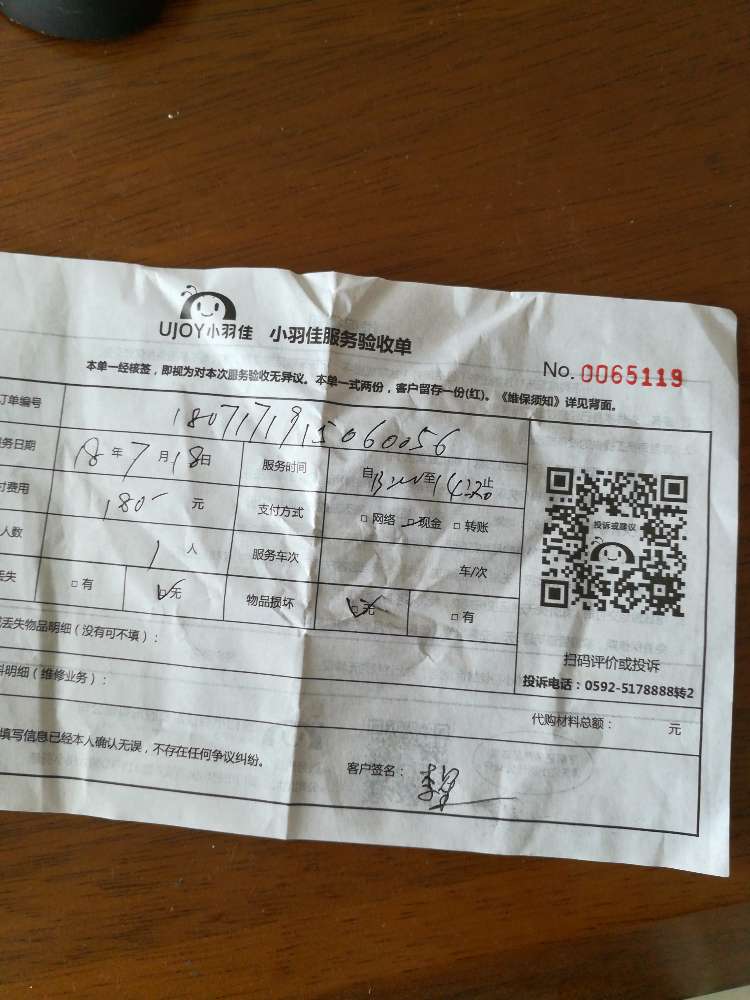 UJOY小羽佳 小羽佳服务验收单
No. 0065119
本单一经核签，即视为对本次服务验收无异议。本单一式两份，客户留存一份(红)。《维保须知》详见背面。
订单编号 1807171915060056
务日期 18年7月18日 服务时间 自 至14 止
付费用 180- 元 支付方式 □网络 □现金 □转账
人数 1人 服务车次 车/次
丢失 □有 □无 物品损坏 □无 □有
投诉或建议
扫码评价或投诉
投诉电话：0592-5178888转2
丢失物品明细（没有可不填）：
料明细（维修业务）：
代购材料总额： 元
填写信息已经本人确认无误，不存在任何争议纠纷。
客户签名：